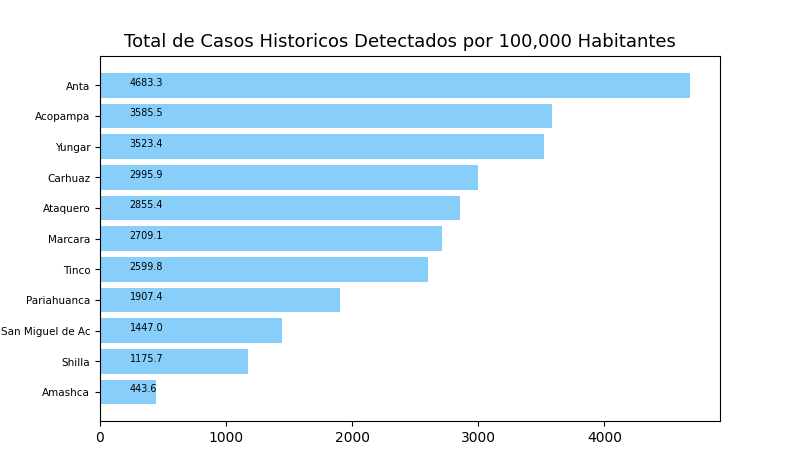 Total de Casos Historicos Detectados por 100,000 Habitantes
Anta 4683.3
Acopampa 3585.5
Yungar 3523.4
Carhuaz 2995.9
Ataquero 2855.4
Marcara 2709.1
Tinco 2599.8
Pariahuanca 1907.4
San Miguel de Ac 1447.0
Shilla 1175.7
Amashca 443.6
0 1000 2000 3000 4000